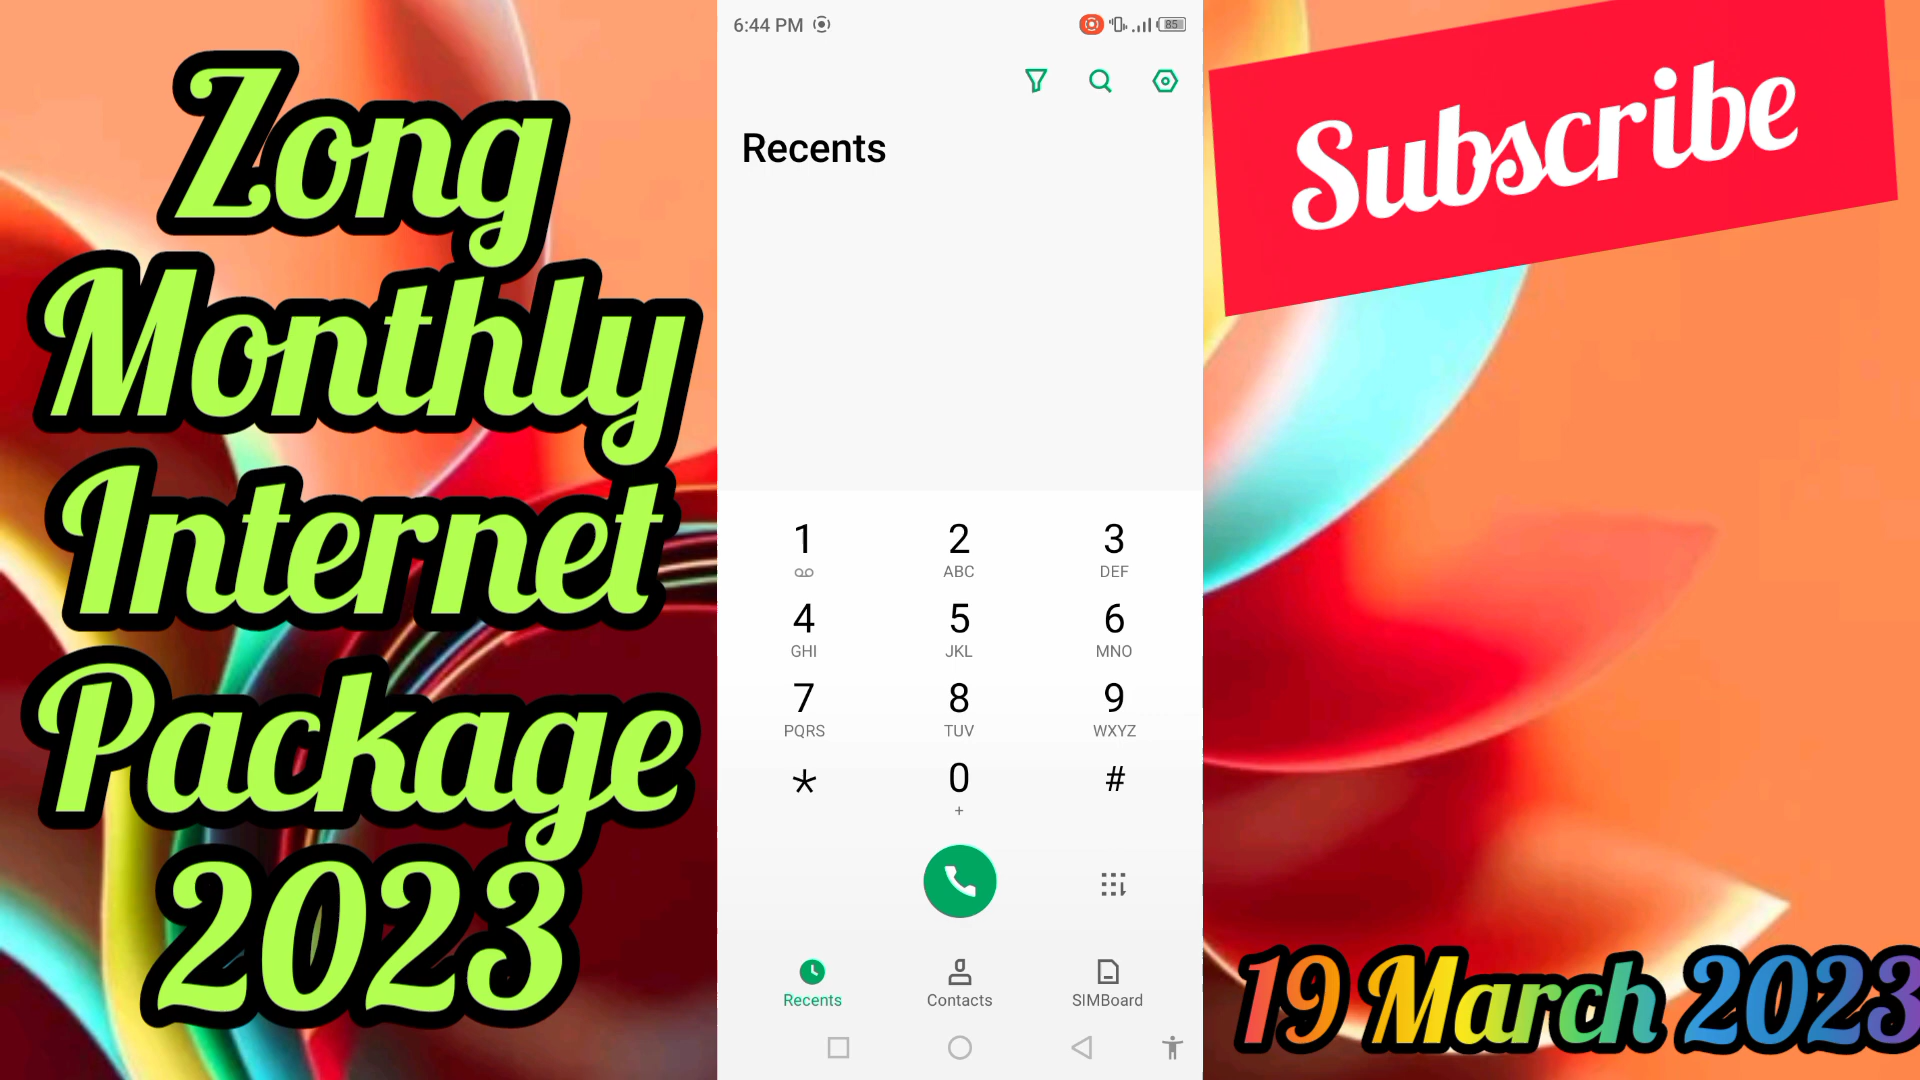 Zong
Monthly
Internet
Package
2023
6:44 PM
85
Recents
1
2
ABC
3
DEF
4
GHI
5
JKL
6
MNO
7
PQRS
8
TUV
9
WXYZ
*
0
+
#
Recents
Contacts
SIMBoard
Subscribe
19 March 2023